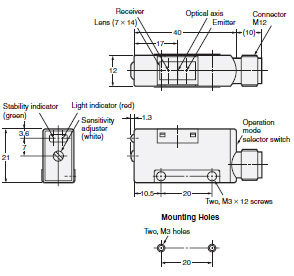 Receiver
Lens (7 × 14)
Optical axis
Emitter
Connector
M12
40
(10)
17
12
Stability indicator
(green)
Light indicator (red)
Sensitivity
adjuster
(white)
3.6
7
21
1.3
Operation
mode
selector switch
10.5
20
Two, M3 × 12 screws
Mounting Holes
Two, M3 holes
20